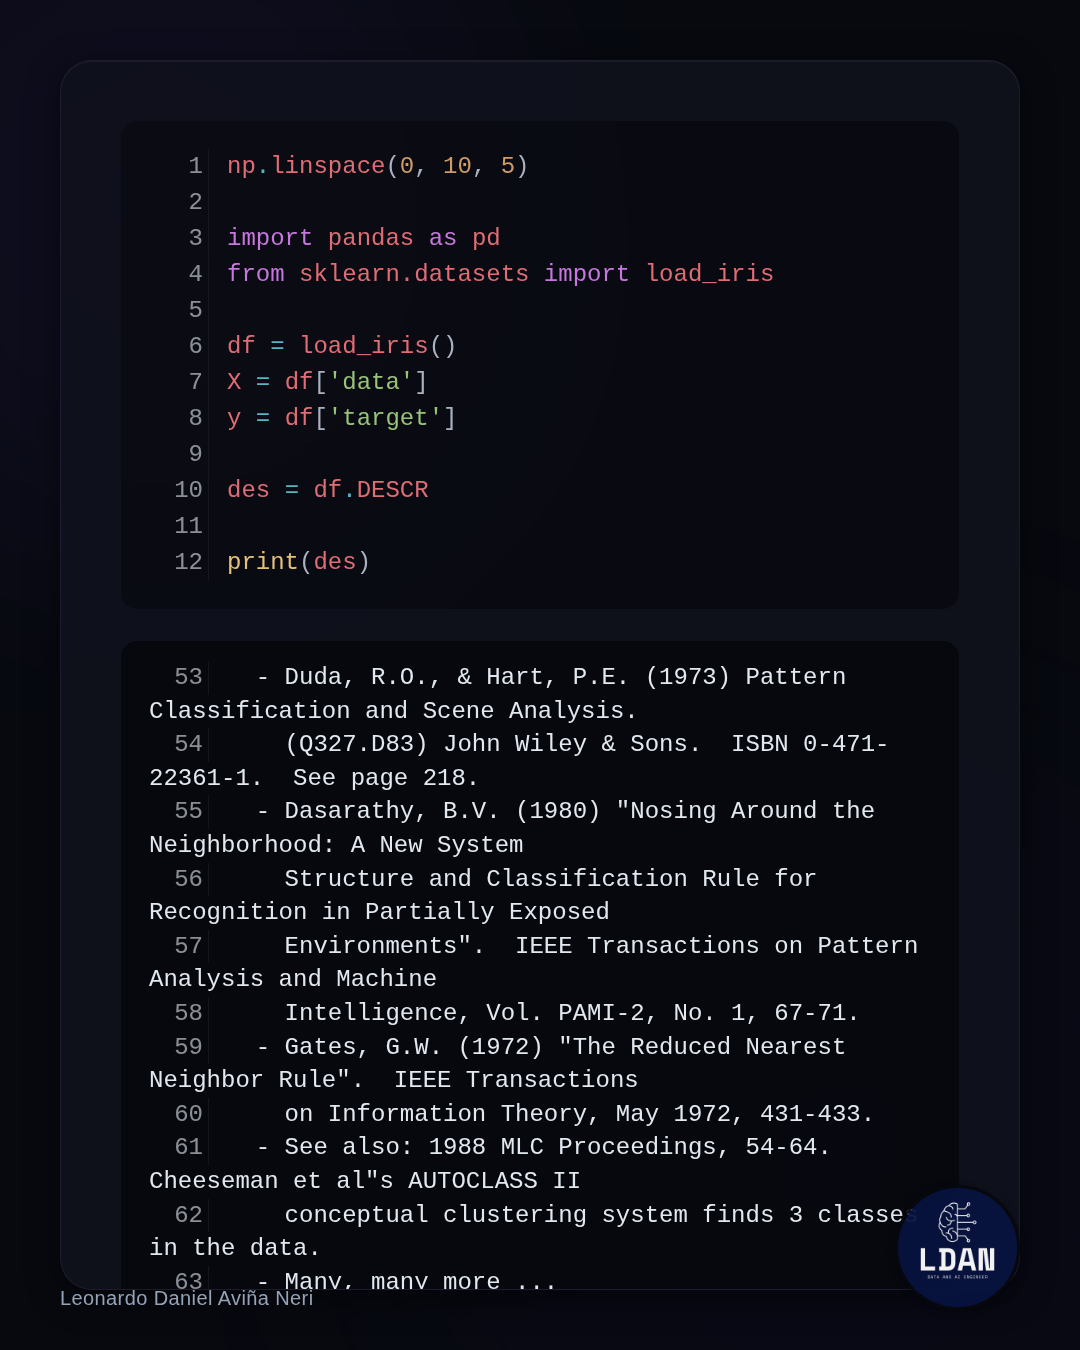 1 np.linspace(0, 10, 5)
2
3 import pandas as pd
4 from sklearn.datasets import load_iris
5
6 df = load_iris()
7 X = df['data']
8 y = df['target']
9
10 des = df.DESCR
11
12 print(des)
53 - Duda, R.O., & Hart, P.E. (1973) Pattern
Classification and Scene Analysis.
54 (Q327.D83) John Wiley & Sons.  ISBN 0-471-
22361-1.  See page 218.
55 - Dasarathy, B.V. (1980) "Nosing Around the
Neighborhood: A New System
56 Structure and Classification Rule for
Recognition in Partially Exposed
57 Environments".  IEEE Transactions on Pattern
Analysis and Machine
58 Intelligence, Vol. PAMI-2, No. 1, 67-71.
59 - Gates, G.W. (1972) "The Reduced Nearest
Neighbor Rule".  IEEE Transactions
60 on Information Theory, May 1972, 431-433.
61 - See also: 1988 MLC Proceedings, 54-64.
Cheeseman et al"s AUTOCLASS II
62 conceptual clustering system finds 3 classes
in the data.
63 - Many, many more ...
LDAN
DATA AND AI ENGINEER
Leonardo Daniel Aviña Neri